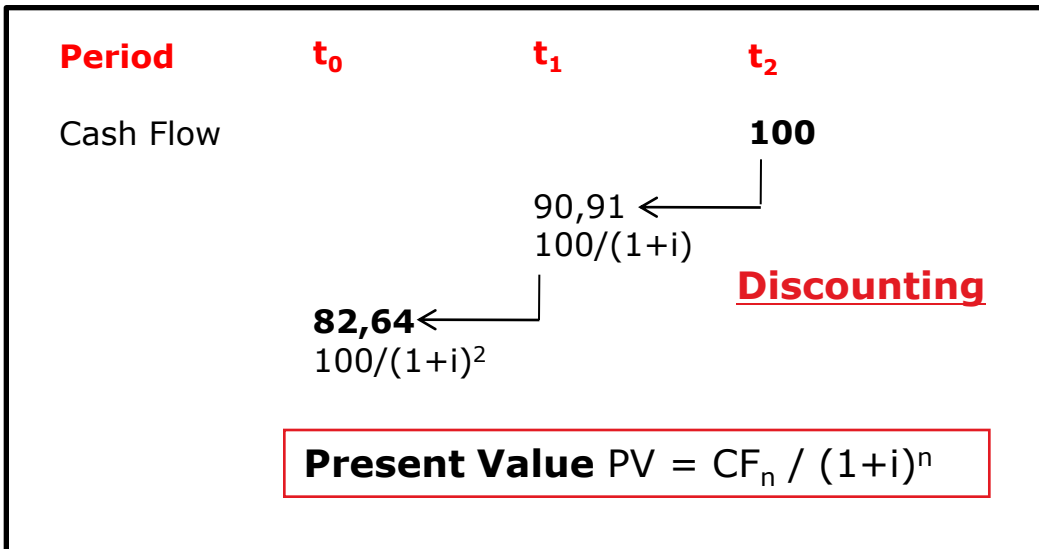 Period t₀ t₁ t₂
Cash Flow 100
90,91
100/(1+i)
Discounting
82,64
100/(1+i)²
Present Value PV = CFₙ / (1+i)ⁿ